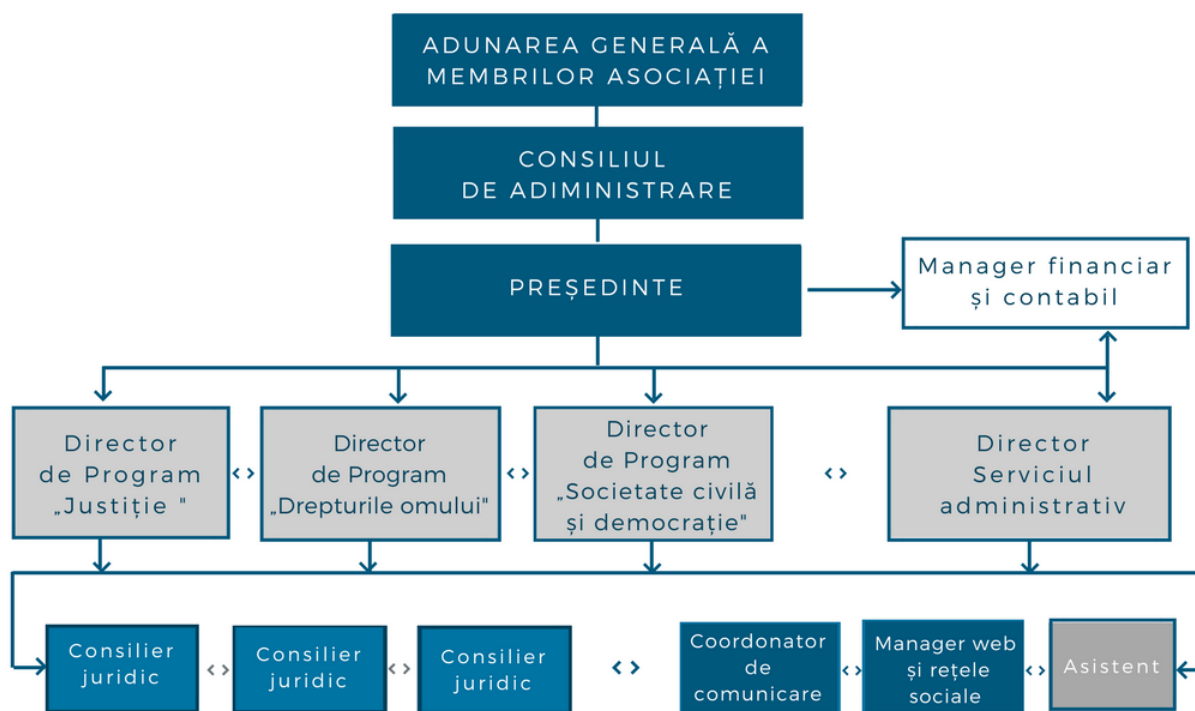 ADUNAREA GENERALĂ A
MEMBRILOR ASOCIAȚIEI
CONSILIUL
DE ADIMINISTRARE
PREȘEDINTE
Manager financiar
și contabil
Director
de Program
„Justiție "
< >
Director
de Program
„Drepturile omului"
< >
Director
de Program
„Societate civilă
și democrație"
< >
Director
Serviciul
administrativ
Consilier
juridic
< >
Consilier
juridic
< >
Consilier
juridic
< >
Coordonator
de
comunicare
< >
Manager web
și rețele
sociale
< >
Asistent